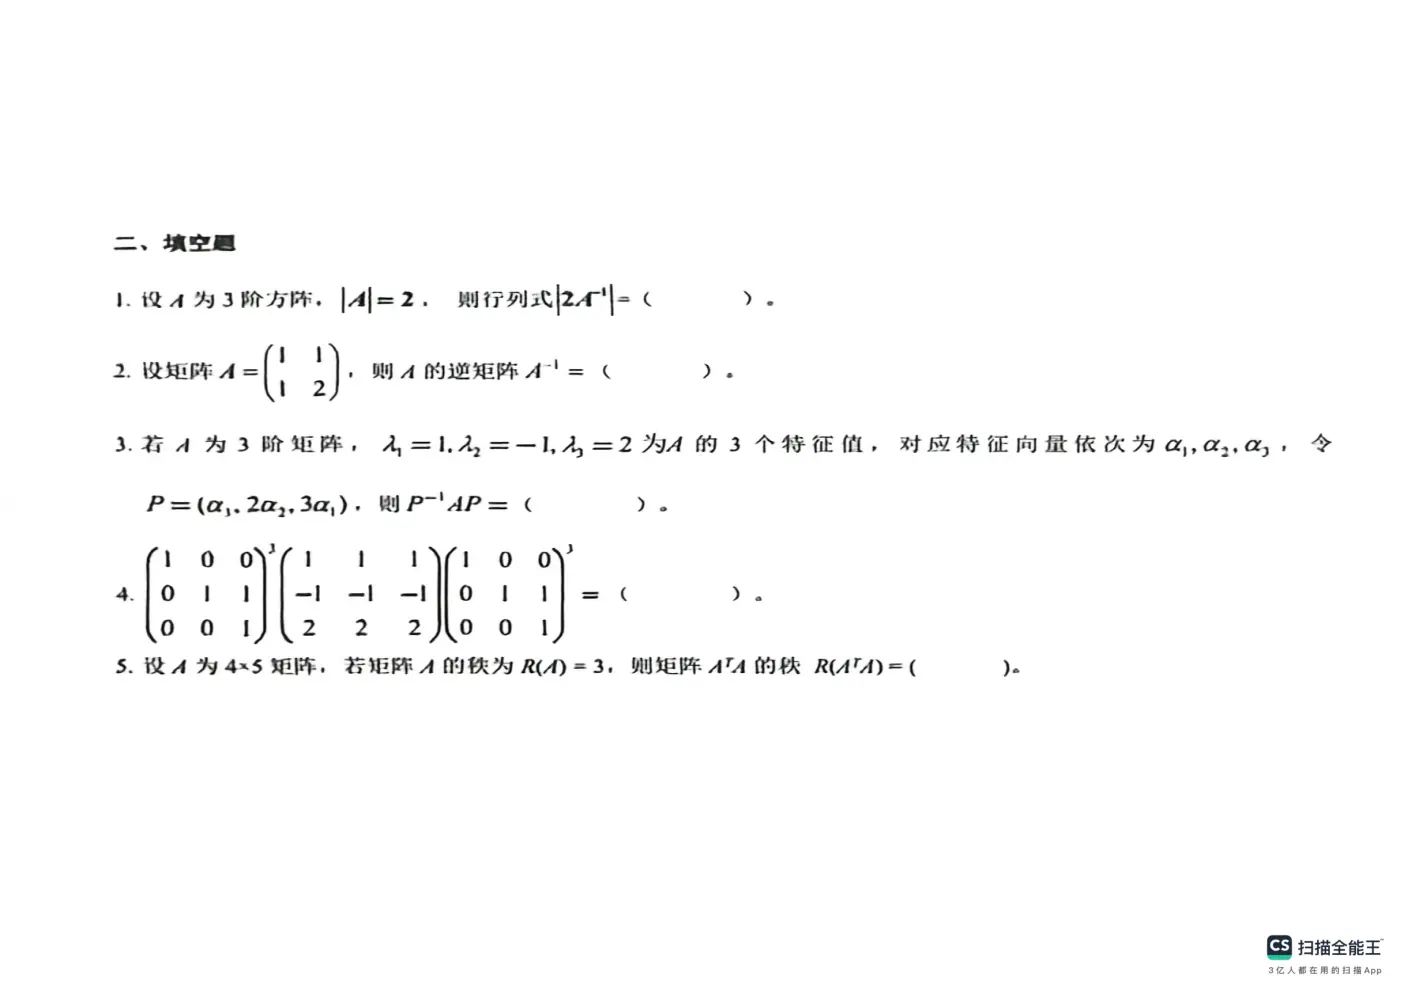 二、填空题
1. 设 A 为 3 阶方阵，|A|=2， 则行列式|2A⁻¹|=（ ）。
2. 设矩阵 A=(1 1; 1 2)，则 A 的逆矩阵 A⁻¹ =（ ）。
3. 若 A 为 3 阶矩阵，λ₁=1, λ₂=−1, λ₃=2 为A 的 3 个特征值，对应特征向量依次为 α₁,α₂,α₃，令
P=(α₃, 2α₂, 3α₁)，则 P⁻¹AP=（ ）。
4. (1 0 0; 0 1 1; 0 0 1)³ (1 1 1; −1 −1 −1; 2 2 2) (1 0 0; 0 1 1; 0 0 1)³ =（ ）。
5. 设 A 为 4×5 矩阵，若矩阵 A 的秩为 R(A) = 3，则矩阵 AᵀA 的秩 R(AᵀA) = ( )。
CS 扫描全能王
3亿人都在用的扫描App